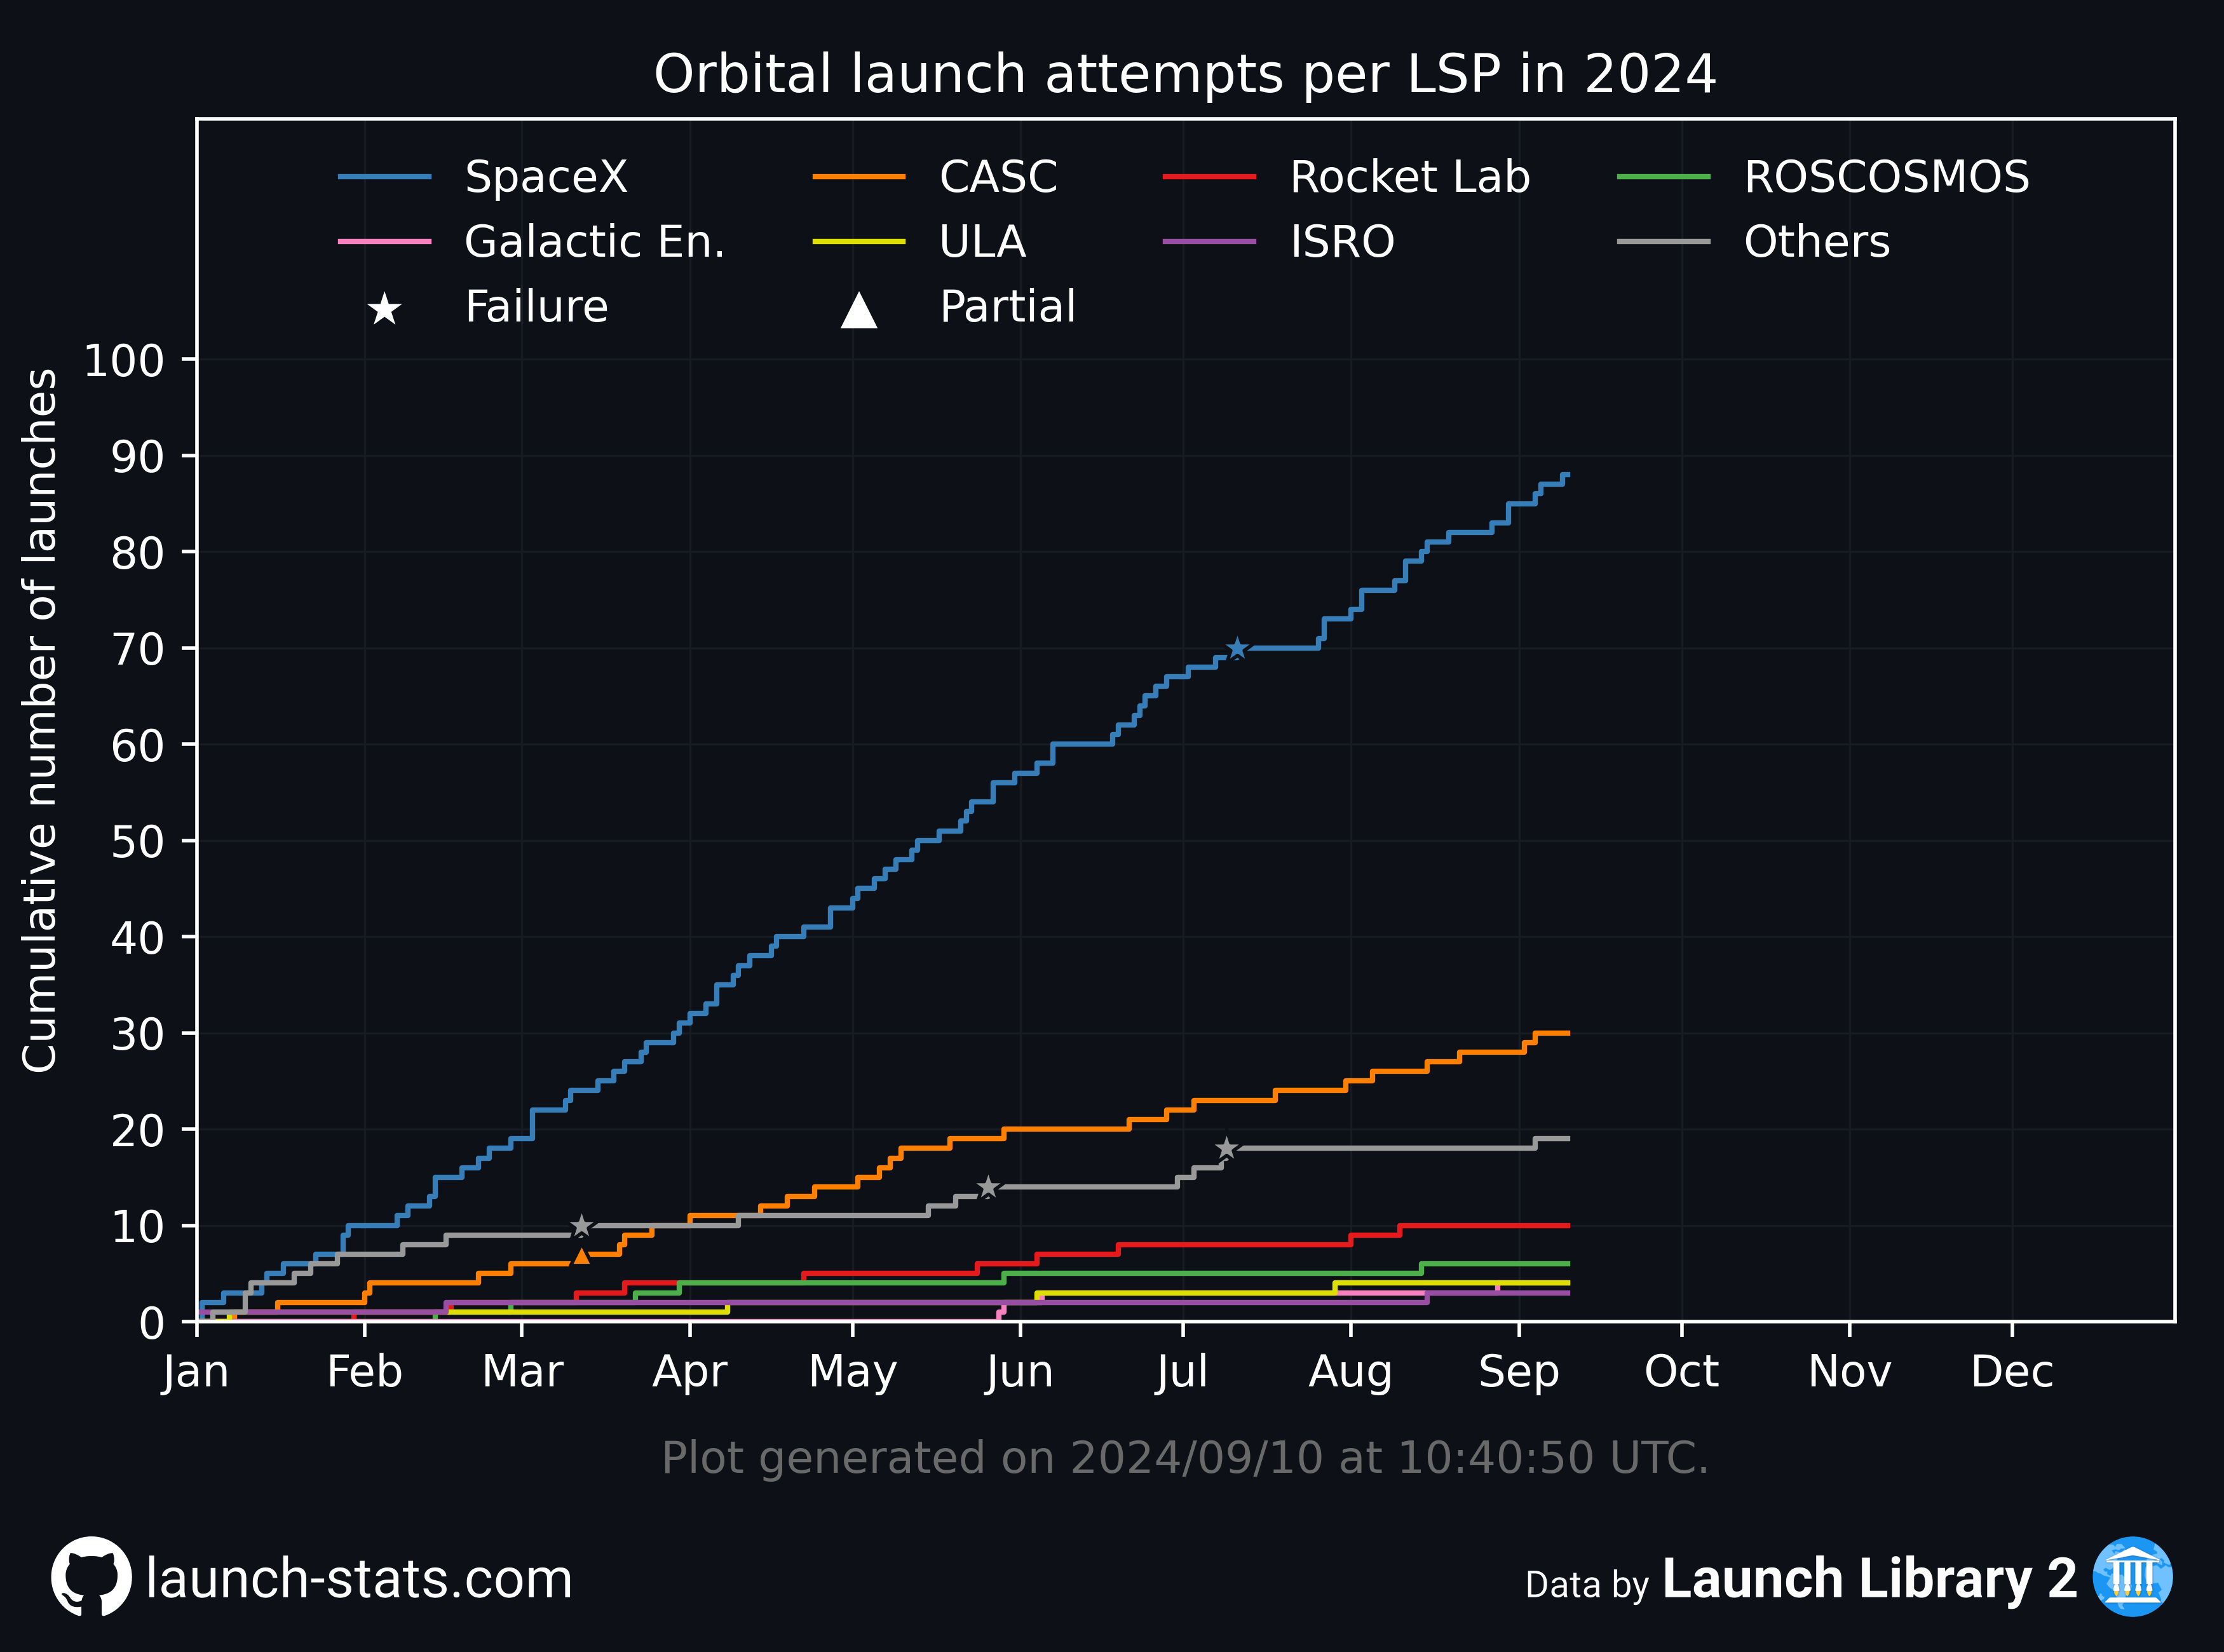 Orbital launch attempts per LSP in 2024
SpaceX CASC Rocket Lab ROSCOSMOS
Galactic En. ULA ISRO Others
Failure Partial
Cumulative number of launches
100
90
80
70
60
50
40
30
20
10
0
Jan Feb Mar Apr May Jun Jul Aug Sep Oct Nov Dec
Plot generated on 2024/09/10 at 10:40:50 UTC.
launch-stats.com
Data by Launch Library 2